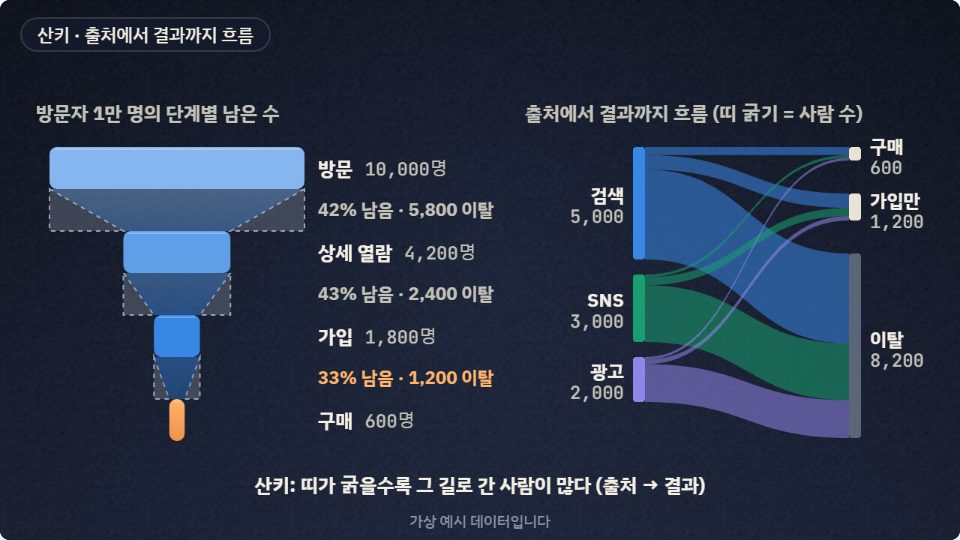 산키 · 출처에서 결과까지 흐름
방문자 1만 명의 단계별 남은 수
방문 10,000명
42% 남음 · 5,800 이탈
상세 열람 4,200명
43% 남음 · 2,400 이탈
가입 1,800명
33% 남음 · 1,200 이탈
구매 600명
출처에서 결과까지 흐름 (띠 굵기 = 사람 수)
검색
5,000
SNS
3,000
광고
2,000
구매
600
가입만
1,200
이탈
8,200
산키: 띠가 굵을수록 그 길로 간 사람이 많다 (출처 → 결과)
가상 예시 데이터입니다